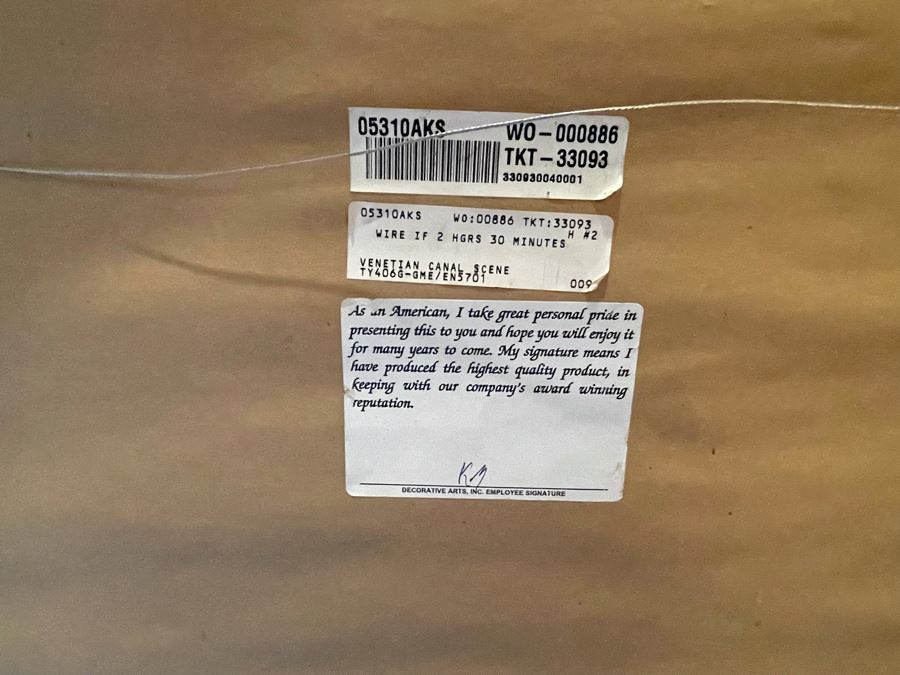 05310AKS WO-000886
TKT-33093
330930040001
05310AKS WO:00886 TKT:33093
H #2
WIRE IF 2 HGRS 30 MINUTES
VENETIAN CANAL SCENE
TY406G-GME/EN5701 009
As an American, I take great personal pride in
presenting this to you and hope you will enjoy it
for many years to come. My signature means I
have produced the highest quality product, in
keeping with our company's award winning
reputation.
DECORATIVE ARTS, INC. EMPLOYEE SIGNATURE